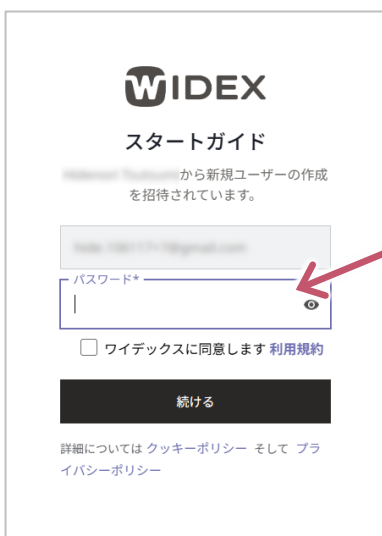 WIDEX
スタートガイド
から新規ユーザーの作成
を招待されています。
パスワード*
ワイデックスに同意します 利用規約
続ける
詳細については クッキーポリシー そして プラ
イバシーポリシー